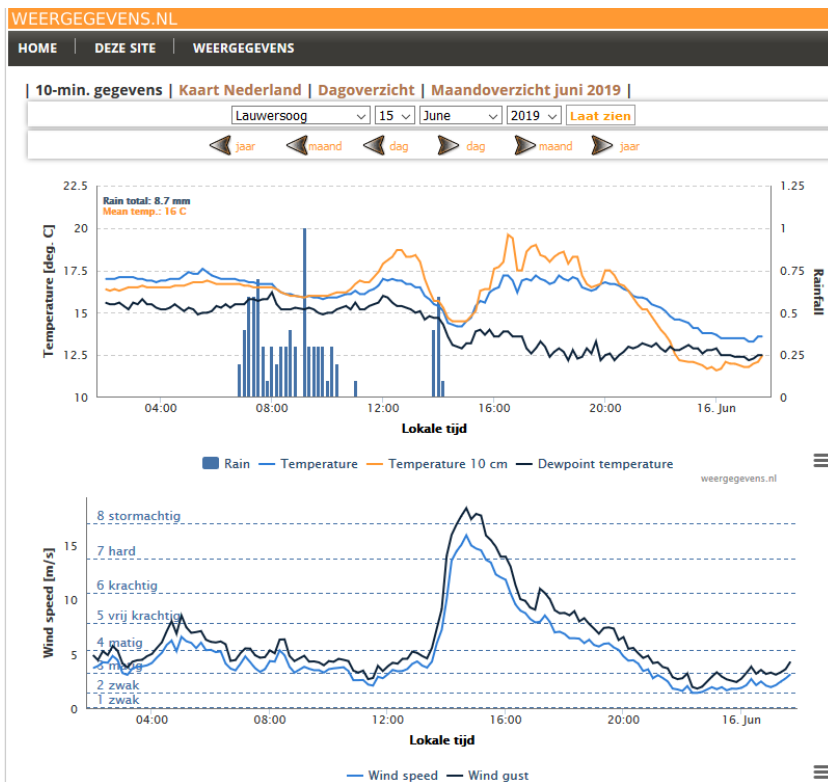 WEERGEGEVENS.NL
HOME | DEZE SITE | WEERGEGEVENS
| 10-min. gegevens | Kaart Nederland | Dagoverzicht | Maandoverzicht juni 2019 |
Lauwersoog 15 June 2019 Laat zien
jaar maand dag dag maand jaar
22.5 1.25
Rain total: 8.7 mm
Mean temp.: 16 C
20 1
17.5 0.75
Temperature [deg. C] Rainfall
15 0.5
12.5 0.25
10 0
04:00 08:00 12:00 16:00 20:00 16. Jun
Lokale tijd
Rain Temperature Temperature 10 cm Dewpoint temperature
weergegevens.nl
8 stormachtig
15
7 hard
Wind speed [m/s]
6 krachtig
10
5 vrij krachtig
4 matig
5
3 matig
2 zwak
1 zwak
0
04:00 08:00 12:00 16:00 20:00 16. Jun
Lokale tijd
Wind speed Wind gust